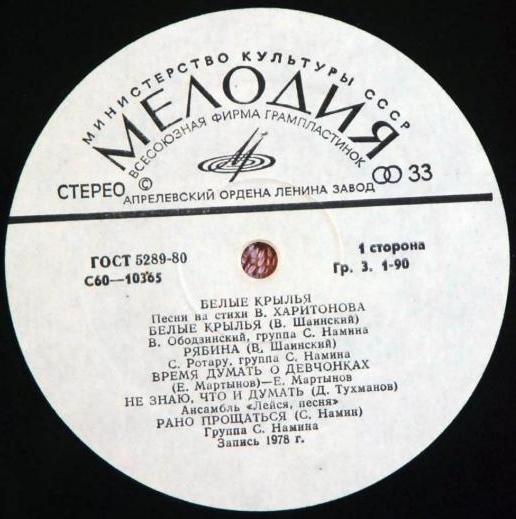 МИНИСТЕРСТВО КУЛЬТУРЫ СССР
МЕЛОДИЯ
ВСЕСОЮЗНАЯ ФИРМА ГРАМПЛАСТИНОК
СТЕРЕО ©
33
АПРЕЛЕВСКИЙ ОРДЕНА ЛЕНИНА ЗАВОД
ГОСТ 5289-80
С60—10365
1 сторона
Гр. 3. 1-90
БЕЛЫЕ КРЫЛЬЯ
Песни на стихи В. ХАРИТОНОВА
БЕЛЫЕ КРЫЛЬЯ (В. Шаинский)
В. Ободзинский, группа С. Намина
РЯБИНА (В. Шаинский)
С. Ротару, группа С. Намина
ВРЕМЯ ДУМАТЬ О ДЕВЧОНКАХ
(Е. Мартынов)—Е. Мартынов
НЕ ЗНАЮ, ЧТО И ДУМАТЬ (Д. Тухманов)
Ансамбль «Лейся, песня»
РАНО ПРОЩАТЬСЯ (С. Намин)
Группа С. Намина
Запись 1978 г.